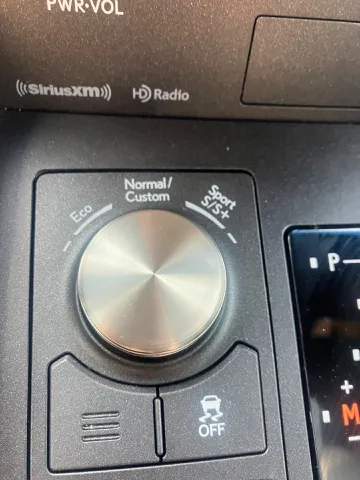 PWR•VOL
((SiriusXM)) HD Radio
Eco
Normal/
Custom
Sport
S/S+
OFF
P
+
M